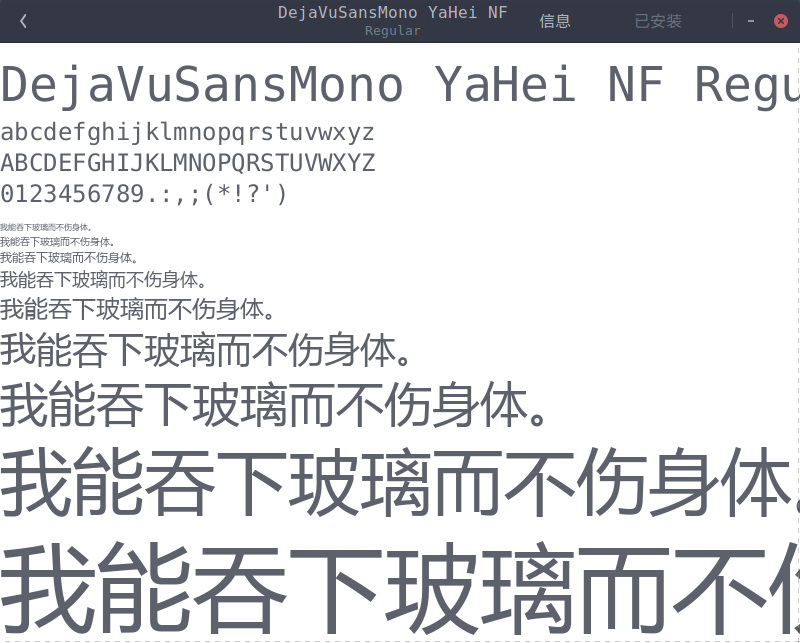 DejaVuSansMono YaHei NF
Regular
信息
已安装
DejaVuSansMono YaHei NF Regu
abcdefghijklmnopqrstuvwxyz
ABCDEFGHIJKLMNOPQRSTUVWXYZ
0123456789.:,;(*!?')
我能吞下玻璃而不伤身体。
我能吞下玻璃而不伤身体。
我能吞下玻璃而不伤身体。
我能吞下玻璃而不伤身体。
我能吞下玻璃而不伤身体。
我能吞下玻璃而不伤身体。
我能吞下玻璃而不伤身体。
我能吞下玻璃而不伤身体。
我能吞下玻璃而不